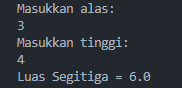 Masukkan alas:
3
Masukkan tinggi:
4
Luas Segitiga = 6.0